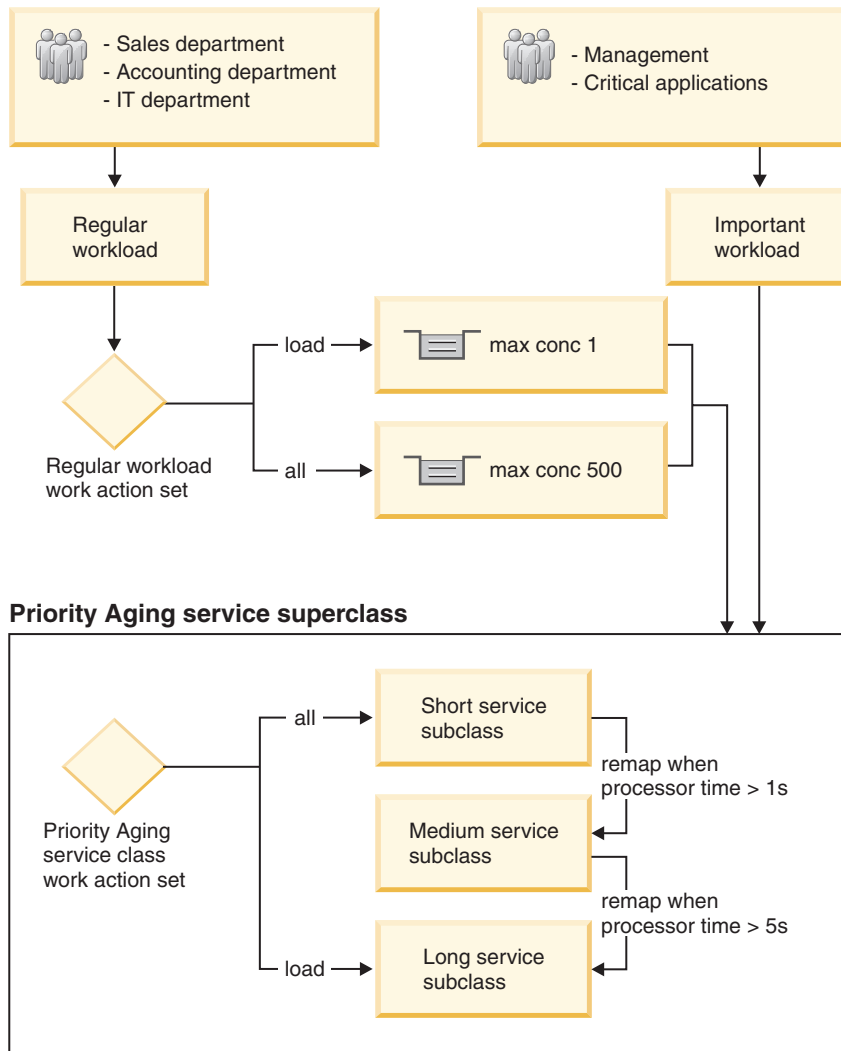 - Sales department
- Accounting department
- IT department
- Management
- Critical applications
Regular
workload
Important
workload
load
max conc 1
Regular workload
work action set
all
max conc 500
Priority Aging service superclass
all
Short service
subclass
remap when
processor time > 1s
Priority Aging
service class
work action set
Medium service
subclass
remap when
processor time > 5s
load
Long service
subclass